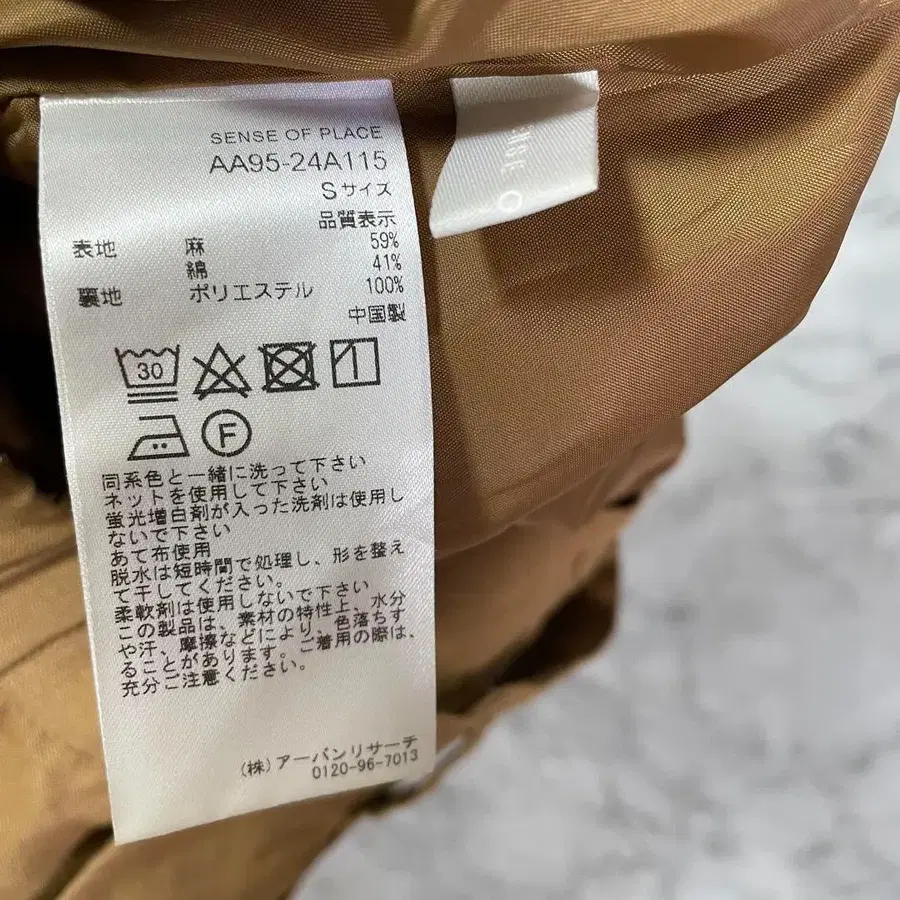 SENSE OF PLACE
AA95-24A115
Sサイズ
品質表示
表地 麻 59%
綿 41%
裏地 ポリエステル 100%
中国製
30
F
同系色と一緒に洗って下さい
ネットを使用して下さい
蛍光増白剤が入った洗剤は使用し
ないで下さい
あて布使用
脱水は短時間で処理し、形を整え
て干してください。
柔軟剤は使用しないで下さい
この製品は、素材の特性上、水分
や汗、摩擦などにより、色落ちす
ることがあります。ご着用の際は、
充分ご注意ください。
(株)アーバンリサーチ
0120-96-7013